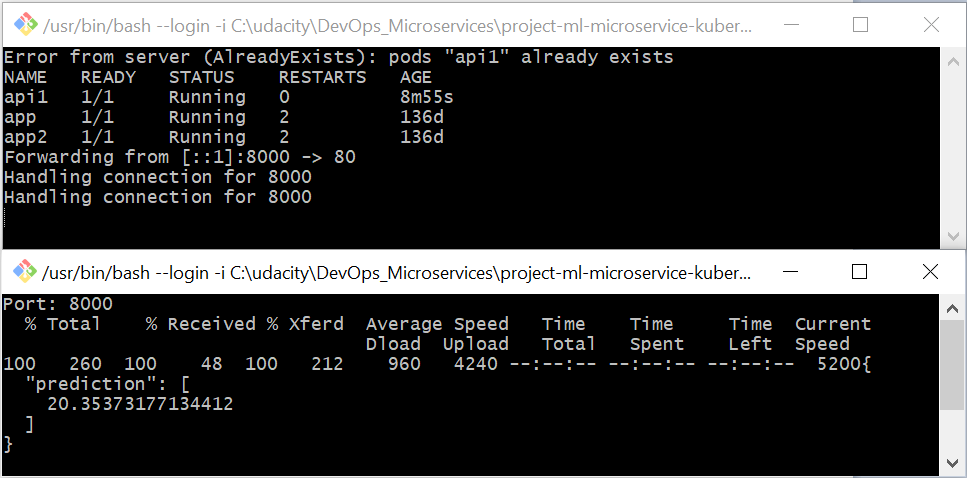 /usr/bin/bash --login -i C:\udacity\DevOps_Microservices\project-ml-microservice-kuber...
Error from server (AlreadyExists): pods "api1" already exists
NAME   READY   STATUS    RESTARTS   AGE
api1   1/1     Running   0          8m55s
app    1/1     Running   2          136d
app2   1/1     Running   2          136d
Forwarding from [::1]:8000 -> 80
Handling connection for 8000
Handling connection for 8000
/usr/bin/bash --login -i C:\udacity\DevOps_Microservices\project-ml-microservice-kuber...
Port: 8000
  % Total    % Received % Xferd  Average Speed   Time    Time     Time  Current
                                 Dload  Upload   Total   Spent    Left  Speed
100   260  100    48  100   212    960   4240 --:--:-- --:--:-- --:--:--  5200{
  "prediction": [
    20.35373177134412
  ]
}